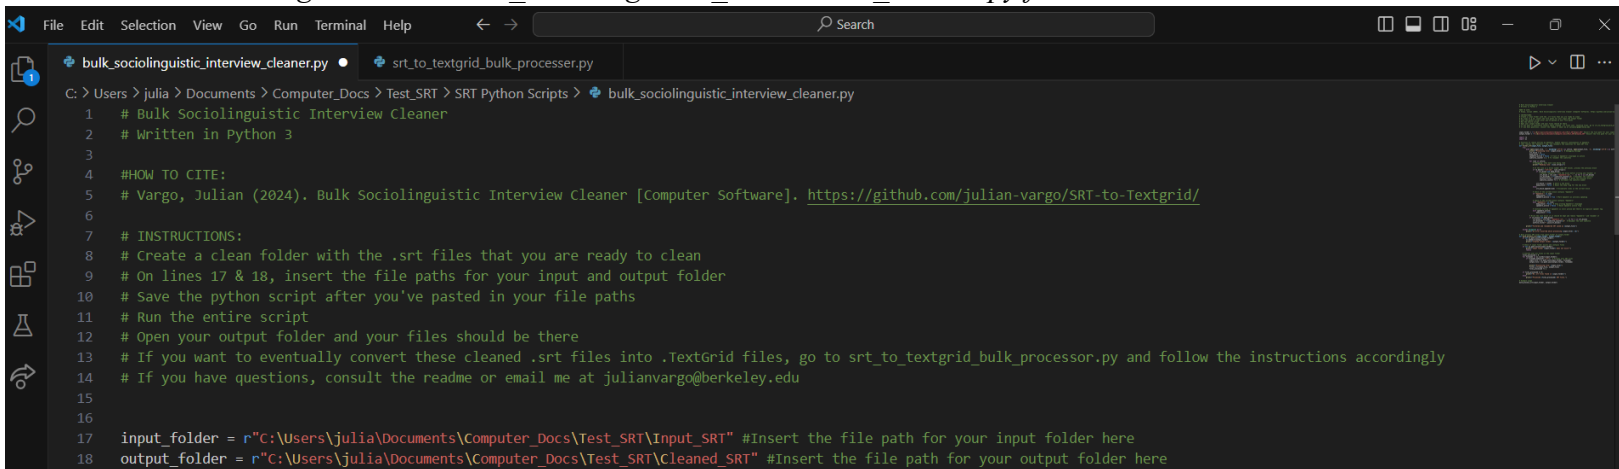 File Edit Selection View Go Run Terminal Help Search
bulk_sociolinguistic_interview_cleaner.py srt_to_textgrid_bulk_processer.py
C: > Users > julia > Documents > Computer_Docs > Test_SRT > SRT Python Scripts > bulk_sociolinguistic_interview_cleaner.py
1 # Bulk Sociolinguistic Interview Cleaner
2 # Written in Python 3
3
4 #HOW TO CITE:
5 # Vargo, Julian (2024). Bulk Sociolinguistic Interview Cleaner [Computer Software]. https://github.com/julian-vargo/SRT-to-Textgrid/
6
7 # INSTRUCTIONS:
8 # Create a clean folder with the .srt files that you are ready to clean
9 # On lines 17 & 18, insert the file paths for your input and output folder
10 # Save the python script after you've pasted in your file paths
11 # Run the entire script
12 # Open your output folder and your files should be there
13 # If you want to eventually convert these cleaned .srt files into .TextGrid files, go to srt_to_textgrid_bulk_processor.py and follow the instructions accordingly
14 # If you have questions, consult the readme or email me at julianvargo@berkeley.edu
15
16
17 input_folder = r"C:\Users\julia\Documents\Computer_Docs\Test_SRT\Input_SRT" #Insert the file path for your input folder here
18 output_folder = r"C:\Users\julia\Documents\Computer_Docs\Test_SRT\Cleaned_SRT" #Insert the file path for your output folder here
1